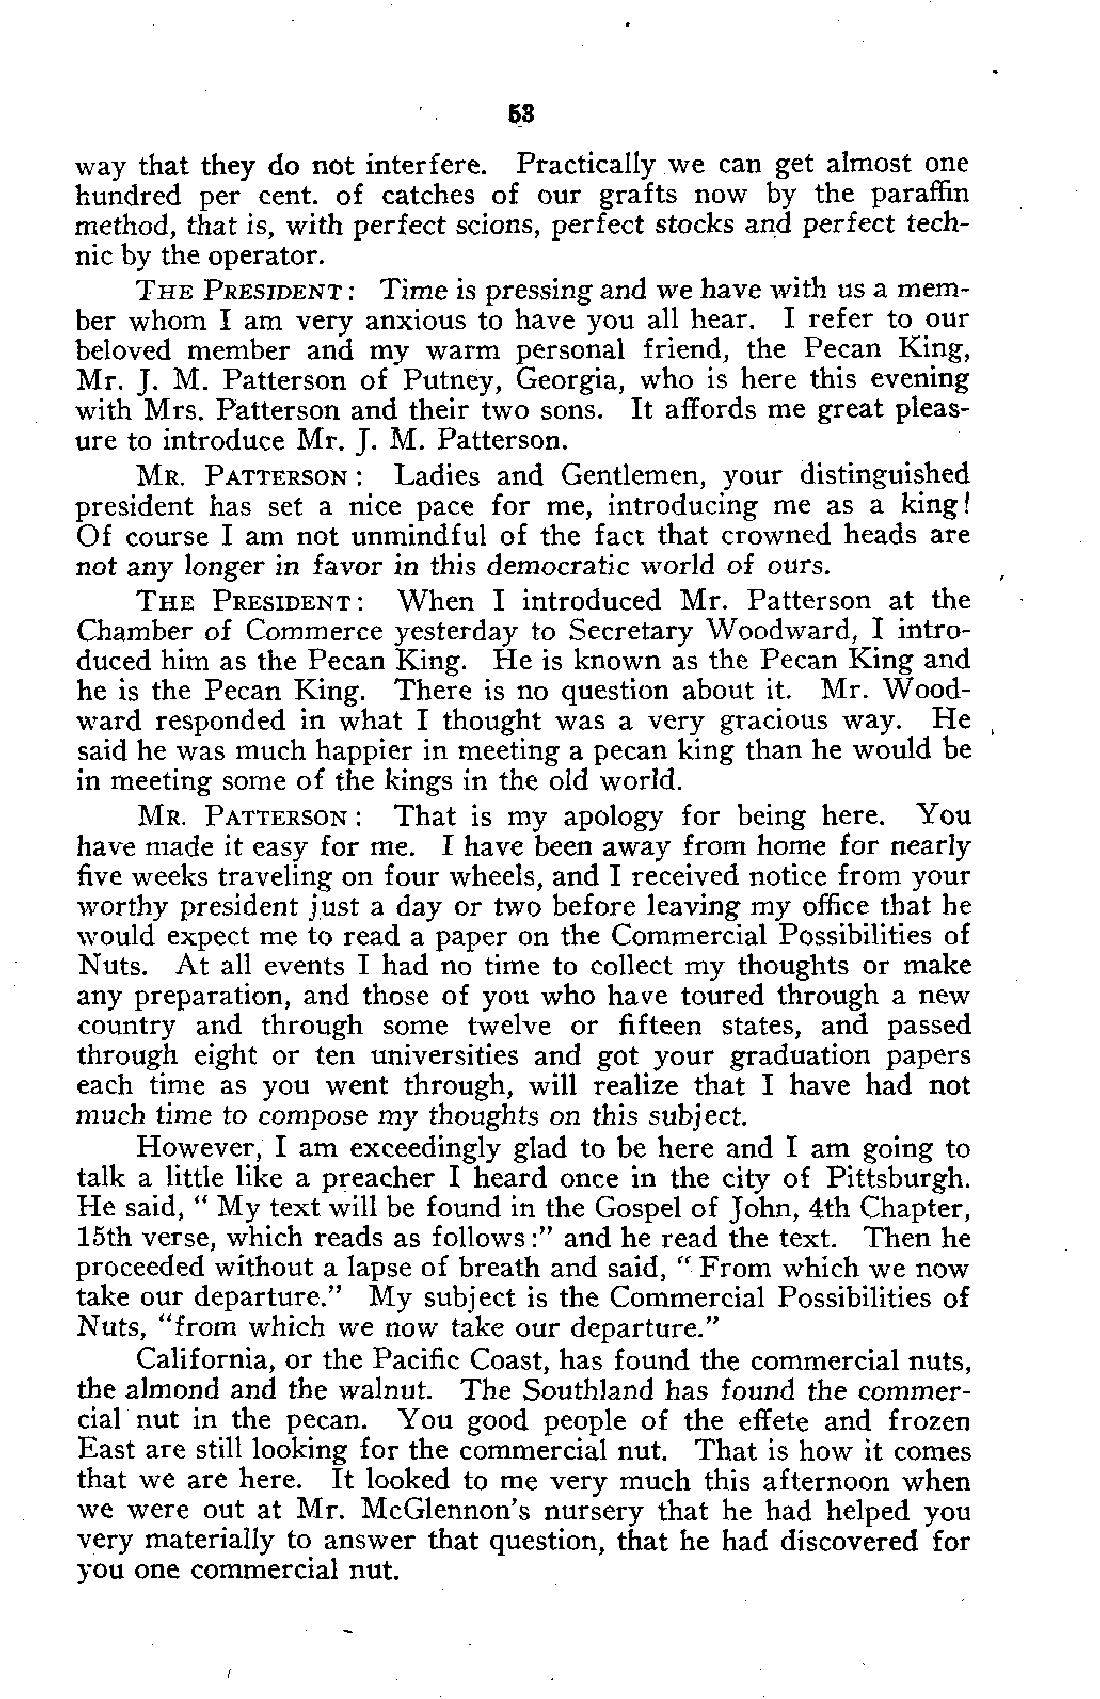 53
way that they do not interfere. Practically we can get almost one
hundred per cent. of catches of our grafts now by the paraffin
method, that is, with perfect scions, perfect stocks and perfect tech-
nic by the operator.
THE PRESIDENT: Time is pressing and we have with us a mem-
ber whom I am very anxious to have you all hear. I refer to our
beloved member and my warm personal friend, the Pecan King,
Mr. J. M. Patterson of Putney, Georgia, who is here this evening
with Mrs. Patterson and their two sons. It affords me great pleas-
ure to introduce Mr. J. M. Patterson.
MR. PATTERSON: Ladies and Gentlemen, your distinguished
president has set a nice pace for me, introducing me as a king!
Of course I am not unmindful of the fact that crowned heads are
not any longer in favor in this democratic world of ours.
THE PRESIDENT: When I introduced Mr. Patterson at the
Chamber of Commerce yesterday to Secretary Woodward, I intro-
duced him as the Pecan King. He is known as the Pecan King and
he is the Pecan King. There is no question about it. Mr. Wood-
ward responded in what I thought was a very gracious way. He
said he was much happier in meeting a pecan king than he would be
in meeting some of the kings in the old world.
MR. PATTERSON: That is my apology for being here. You
have made it easy for me. I have been away from home for nearly
five weeks traveling on four wheels, and I received notice from your
worthy president just a day or two before leaving my office that he
would expect me to read a paper on the Commercial Possibilities of
Nuts. At all events I had no time to collect my thoughts or make
any preparation, and those of you who have toured through a new
country and through some twelve or fifteen states, and passed
through eight or ten universities and got your graduation papers
each time as you went through, will realize that I have had not
much time to compose my thoughts on this subject.
However, I am exceedingly glad to be here and I am going to
talk a little like a preacher I heard once in the city of Pittsburgh.
He said, “ My text will be found in the Gospel of John, 4th Chapter,
15th verse, which reads as follows:” and he read the text. Then he
proceeded without a lapse of breath and said, “ From which we now
take our departure.” My subject is the Commercial Possibilities of
Nuts, “from which we now take our departure.”
California, or the Pacific Coast, has found the commercial nuts,
the almond and the walnut. The Southland has found the commer-
cial nut in the pecan. You good people of the effete and frozen
East are still looking for the commercial nut. That is how it comes
that we are here. It looked to me very much this afternoon when
we were out at Mr. McGlennon's nursery that he had helped you
very materially to answer that question, that he had discovered for
you one commercial nut.